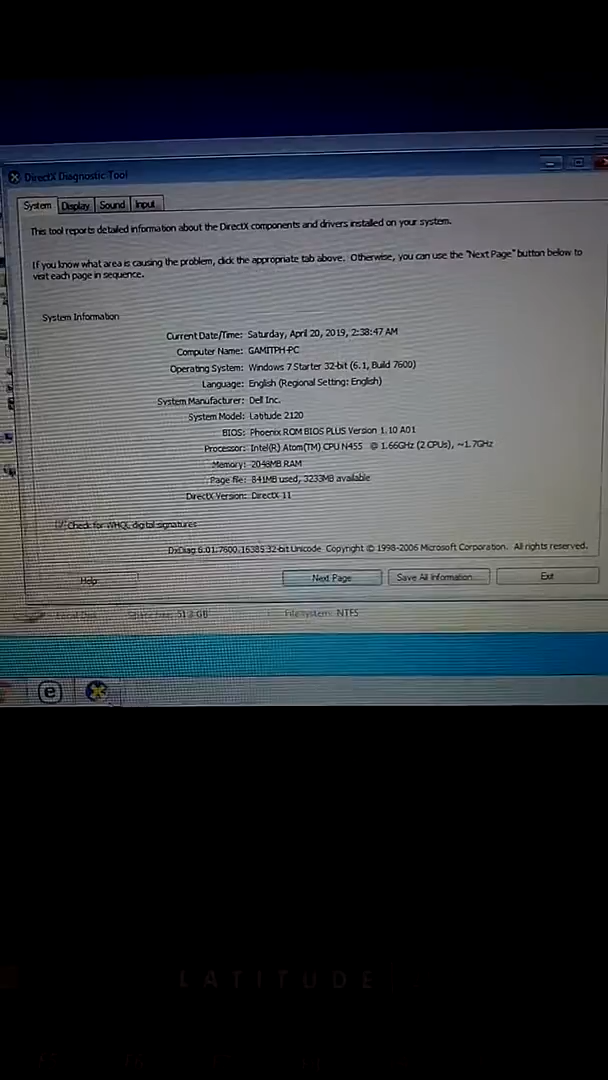 DirectX Diagnostic Tool
System Display Sound Input
This tool reports detailed information about the DirectX components and drivers installed on your system.
If you know what area is causing the problem, click the appropriate tab above. Otherwise, you can use the "Next Page" button below to
visit each page in sequence.
System Information
Current Date/Time: Saturday, April 20, 2019, 2:38:47 AM
Computer Name: GAMITPH-PC
Operating System: Windows 7 Starter 32-bit (6.1, Build 7600)
Language: English (Regional Setting: English)
System Manufacturer: Dell Inc.
System Model: Latitude 2120
BIOS: Phoenix ROM BIOS PLUS Version 1.10 A01
Processor: Intel(R) Atom(TM) CPU N455 @ 1.66GHz (2 CPUs), ~1.7GHz
Memory: 2048MB RAM
Page file: 841MB used, 3233MB available
DirectX Version: DirectX 11
Check for WHQL digital signatures
DxDiag 6.01.7600.16385 32-bit Unicode Copyright © 1998-2006 Microsoft Corporation. All rights reserved.
Help Next Page Save All Information... Exit
Local Disk Space free: 51.3 GB File system: NTFS
LATITUDE